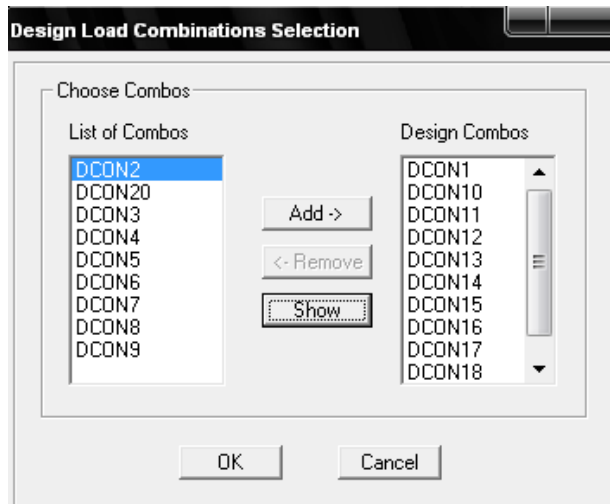 Design Load Combinations Selection
Choose Combos
List of Combos
DCON2
DCON20
DCON3
DCON4
DCON5
DCON6
DCON7
DCON8
DCON9
Add ->
<- Remove
Show
Design Combos
DCON1
DCON10
DCON11
DCON12
DCON13
DCON14
DCON15
DCON16
DCON17
DCON18
OK
Cancel